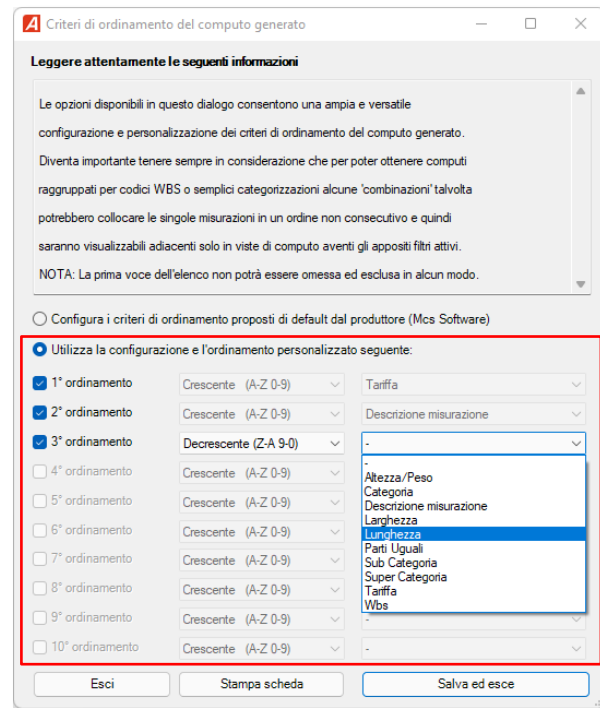 Criteri di ordinamento del computo generato
Leggere attentamente le seguenti informazioni
Le opzioni disponibili in questo dialogo consentono una ampia e versatile
configurazione e personalizzazione dei criteri di ordinamento del computo generato.
Diventa importante tenere sempre in considerazione che per poter ottenere computi
raggruppati per codici WBS o semplici categorizzazioni alcune 'combinazioni' talvolta
potrebbero collocare le singole misurazioni in un ordine non consecutivo e quindi
saranno visualizzabili adiacenti solo in viste di computo aventi gli appositi filtri attivi.
NOTA: La prima voce dell'elenco non potrà essere omessa ed esclusa in alcun modo.
Configura i criteri di ordinamento proposti di default dal produttore (Mcs Software)
Utilizza la configurazione e l'ordinamento personalizzato seguente:
1° ordinamento Crescente (A-Z 0-9) Tariffa
2° ordinamento Crescente (A-Z 0-9) Descrizione misurazione
3° ordinamento Decrescente (Z-A 9-0) -
4° ordinamento Crescente (A-Z 0-9)
5° ordinamento Crescente (A-Z 0-9)
6° ordinamento Crescente (A-Z 0-9)
7° ordinamento Crescente (A-Z 0-9)
8° ordinamento Crescente (A-Z 0-9)
9° ordinamento Crescente (A-Z 0-9) -
10° ordinamento Crescente (A-Z 0-9) -
-
Altezza/Peso
Categoria
Descrizione misurazione
Larghezza
Lunghezza
Parti Uguali
Sub Categoria
Super Categoria
Tariffa
Wbs
Esci Stampa scheda Salva ed esce